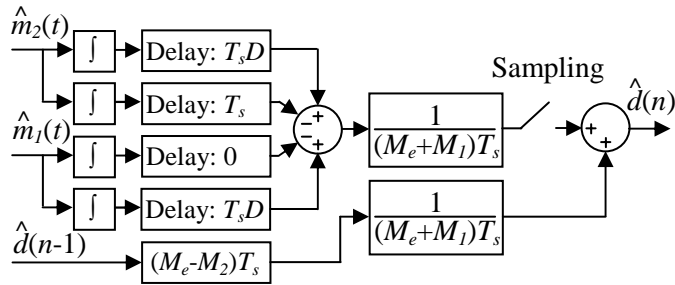 m̂₂(t)
∫ Delay: TₛD
∫ Delay: Tₛ
m̂₁(t)
∫ Delay: 0
∫ Delay: TₛD
d̂(n-1)
(Mₑ-M₂)Tₛ
+
−
−
+
1
(Mₑ+M₁)Tₛ
1
(Mₑ+M₁)Tₛ
Sampling
+
+
d̂(n)